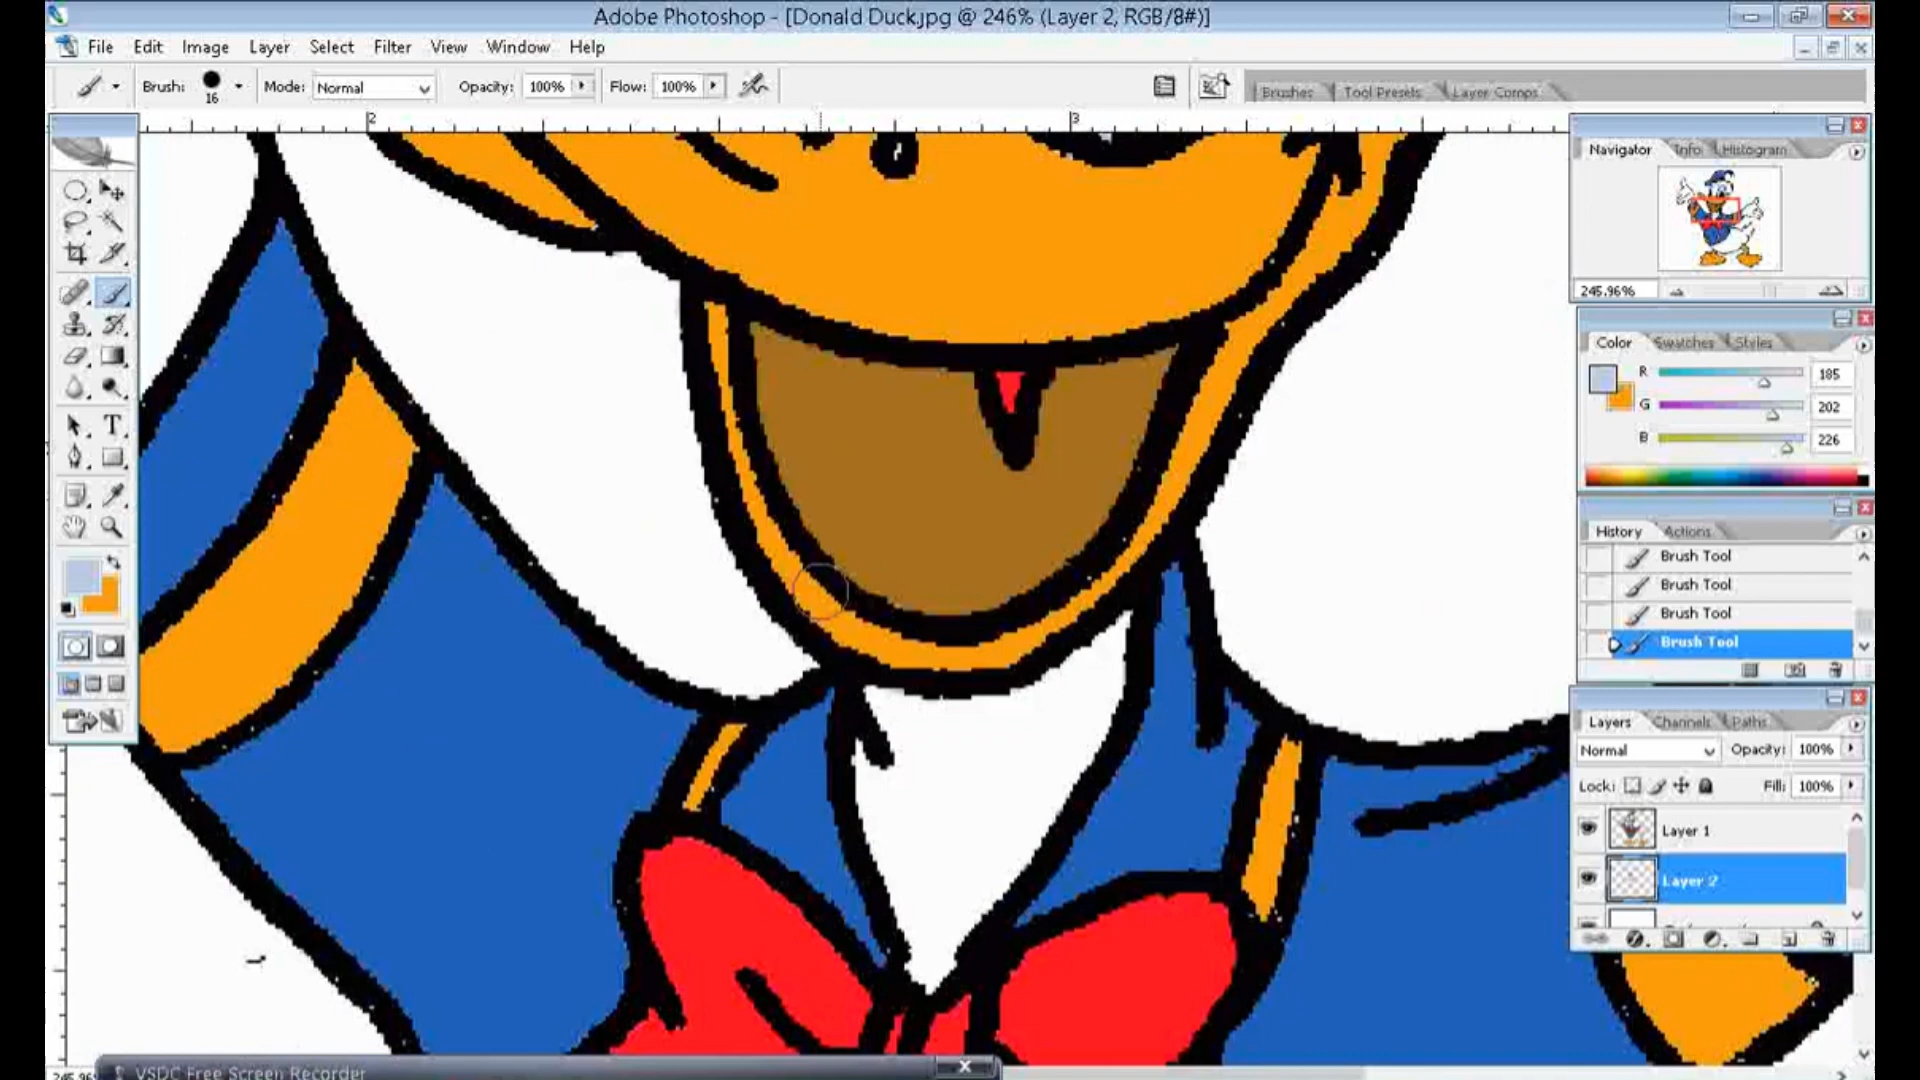 Adobe Photoshop - [Donald Duck.jpg @ 246% (Layer 2, RGB/8#)]
File Edit Image Layer Select Filter View Window Help
Brush: 16 Mode: Normal Opacity: 100% Flow: 100% Brushes Tool Presets Layer Comps
2 3
Navigator Info Histogram
245.96%
Color Swatches Styles
R 185
G 202
B 226
History Actions
Brush Tool
Brush Tool
Brush Tool
Brush Tool
Layers Channels Paths
Normal Opacity: 100%
Lock: Fill: 100%
Layer 1
Layer 2
VSDC Free Screen Recorder